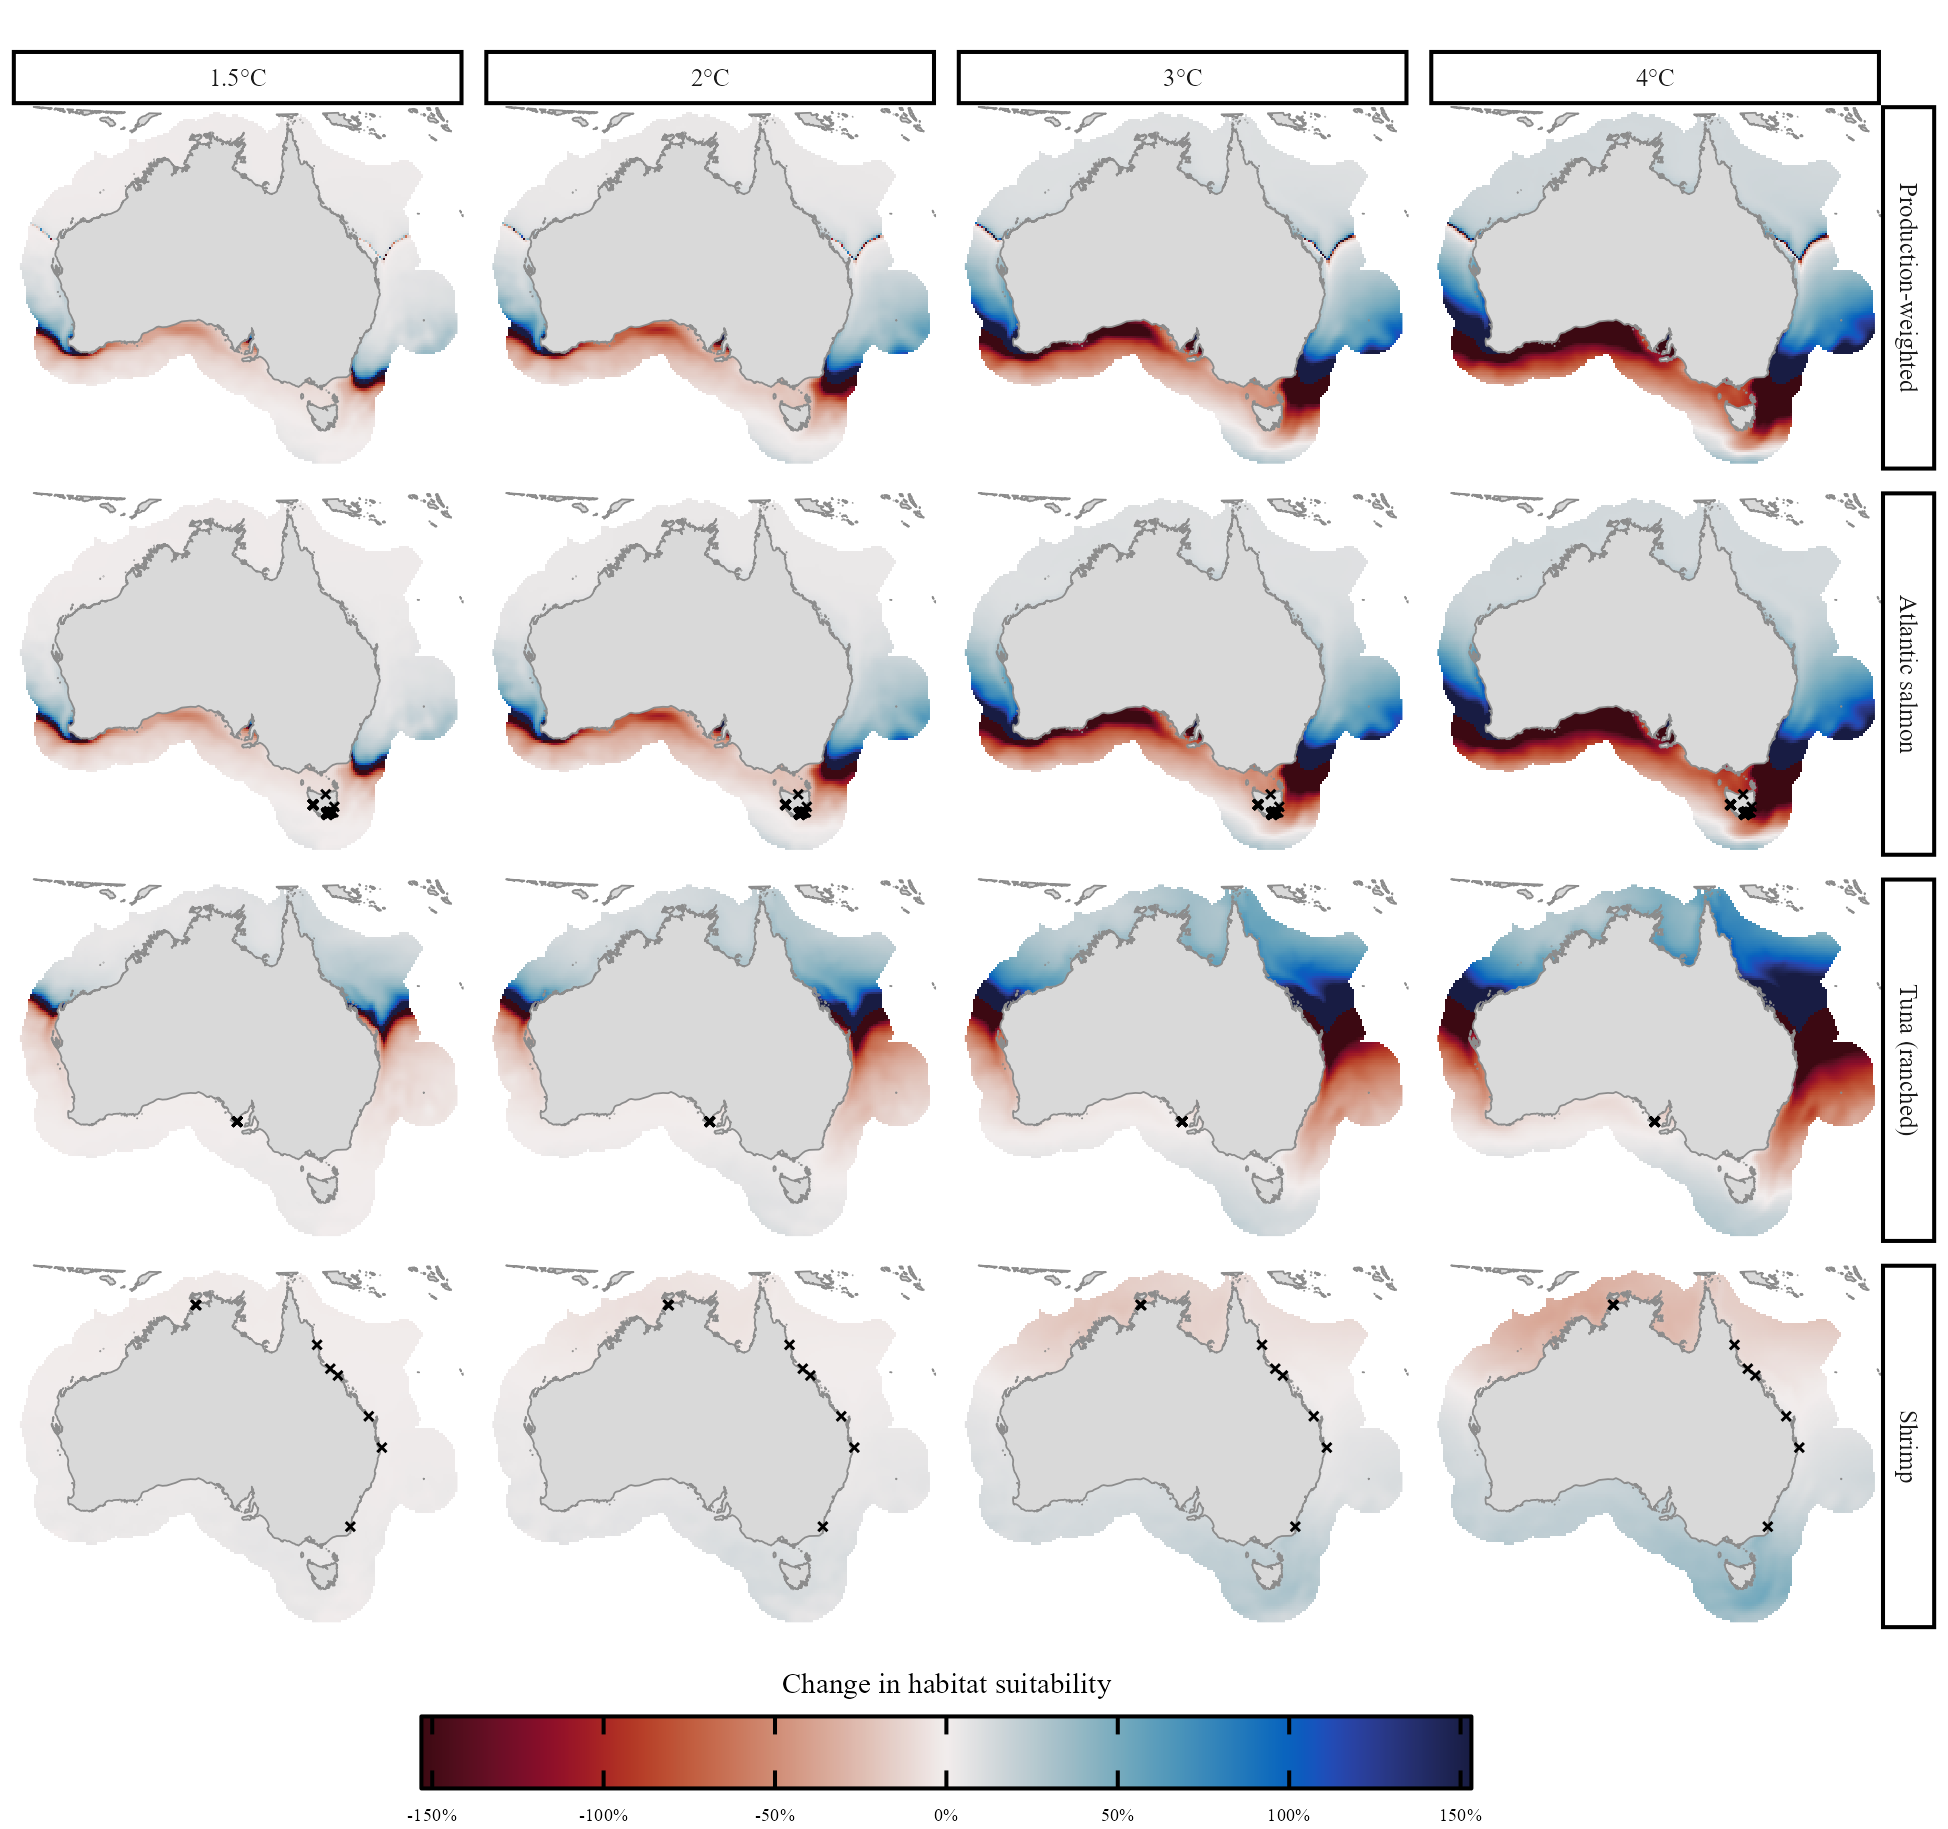 1.5°C
2°C
3°C
4°C
Production-weighted
Atlantic salmon
Tuna (ranched)
Shrimp
Change in habitat suitability
-150%
-100%
-50%
0%
50%
100%
150%